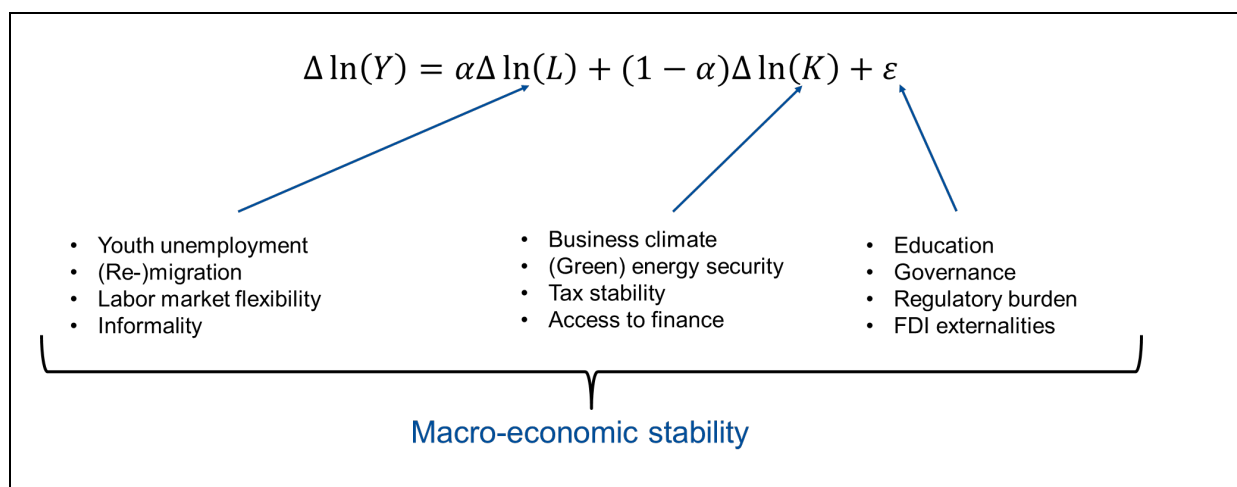 Δ ln(𝑌) = 𝛼Δ ln(𝐿) + (1 − 𝛼)Δ ln(𝐾) + 𝜀
• Youth unemployment
• (Re-)migration
• Labor market flexibility
• Informality
• Business climate
• (Green) energy security
• Tax stability
• Access to finance
• Education
• Governance
• Regulatory burden
• FDI externalities
Macro-economic stability